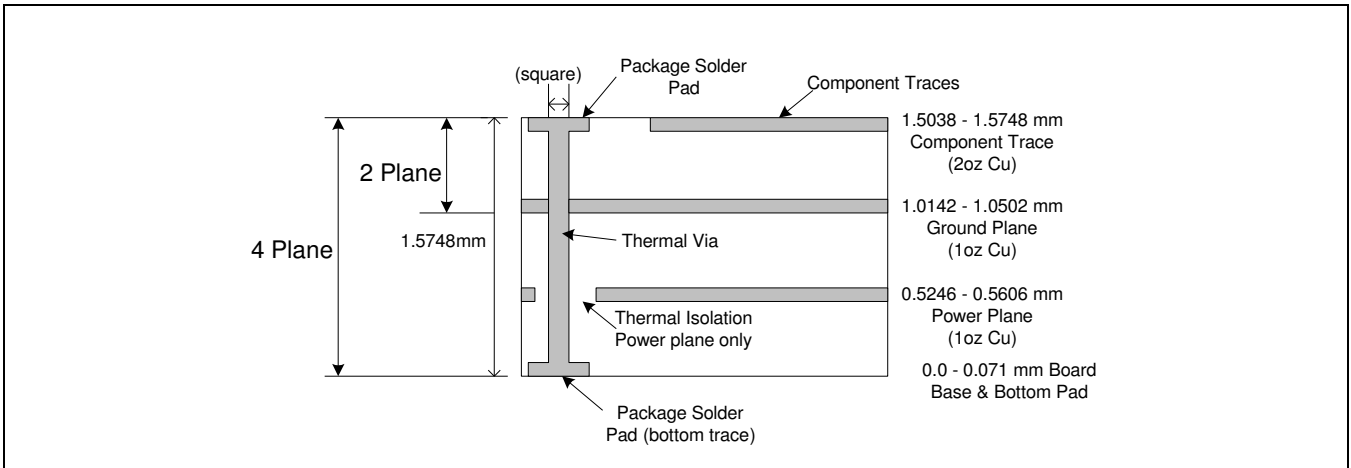 (square)
Package Solder
Pad
Component Traces
1.5038 - 1.5748 mm
Component Trace
(2oz Cu)
2 Plane
1.0142 - 1.0502 mm
Ground Plane
(1oz Cu)
1.5748mm
Thermal Via
4 Plane
0.5246 - 0.5606 mm
Power Plane
(1oz Cu)
Thermal Isolation
Power plane only
0.0 - 0.071 mm Board
Base & Bottom Pad
Package Solder
Pad (bottom trace)